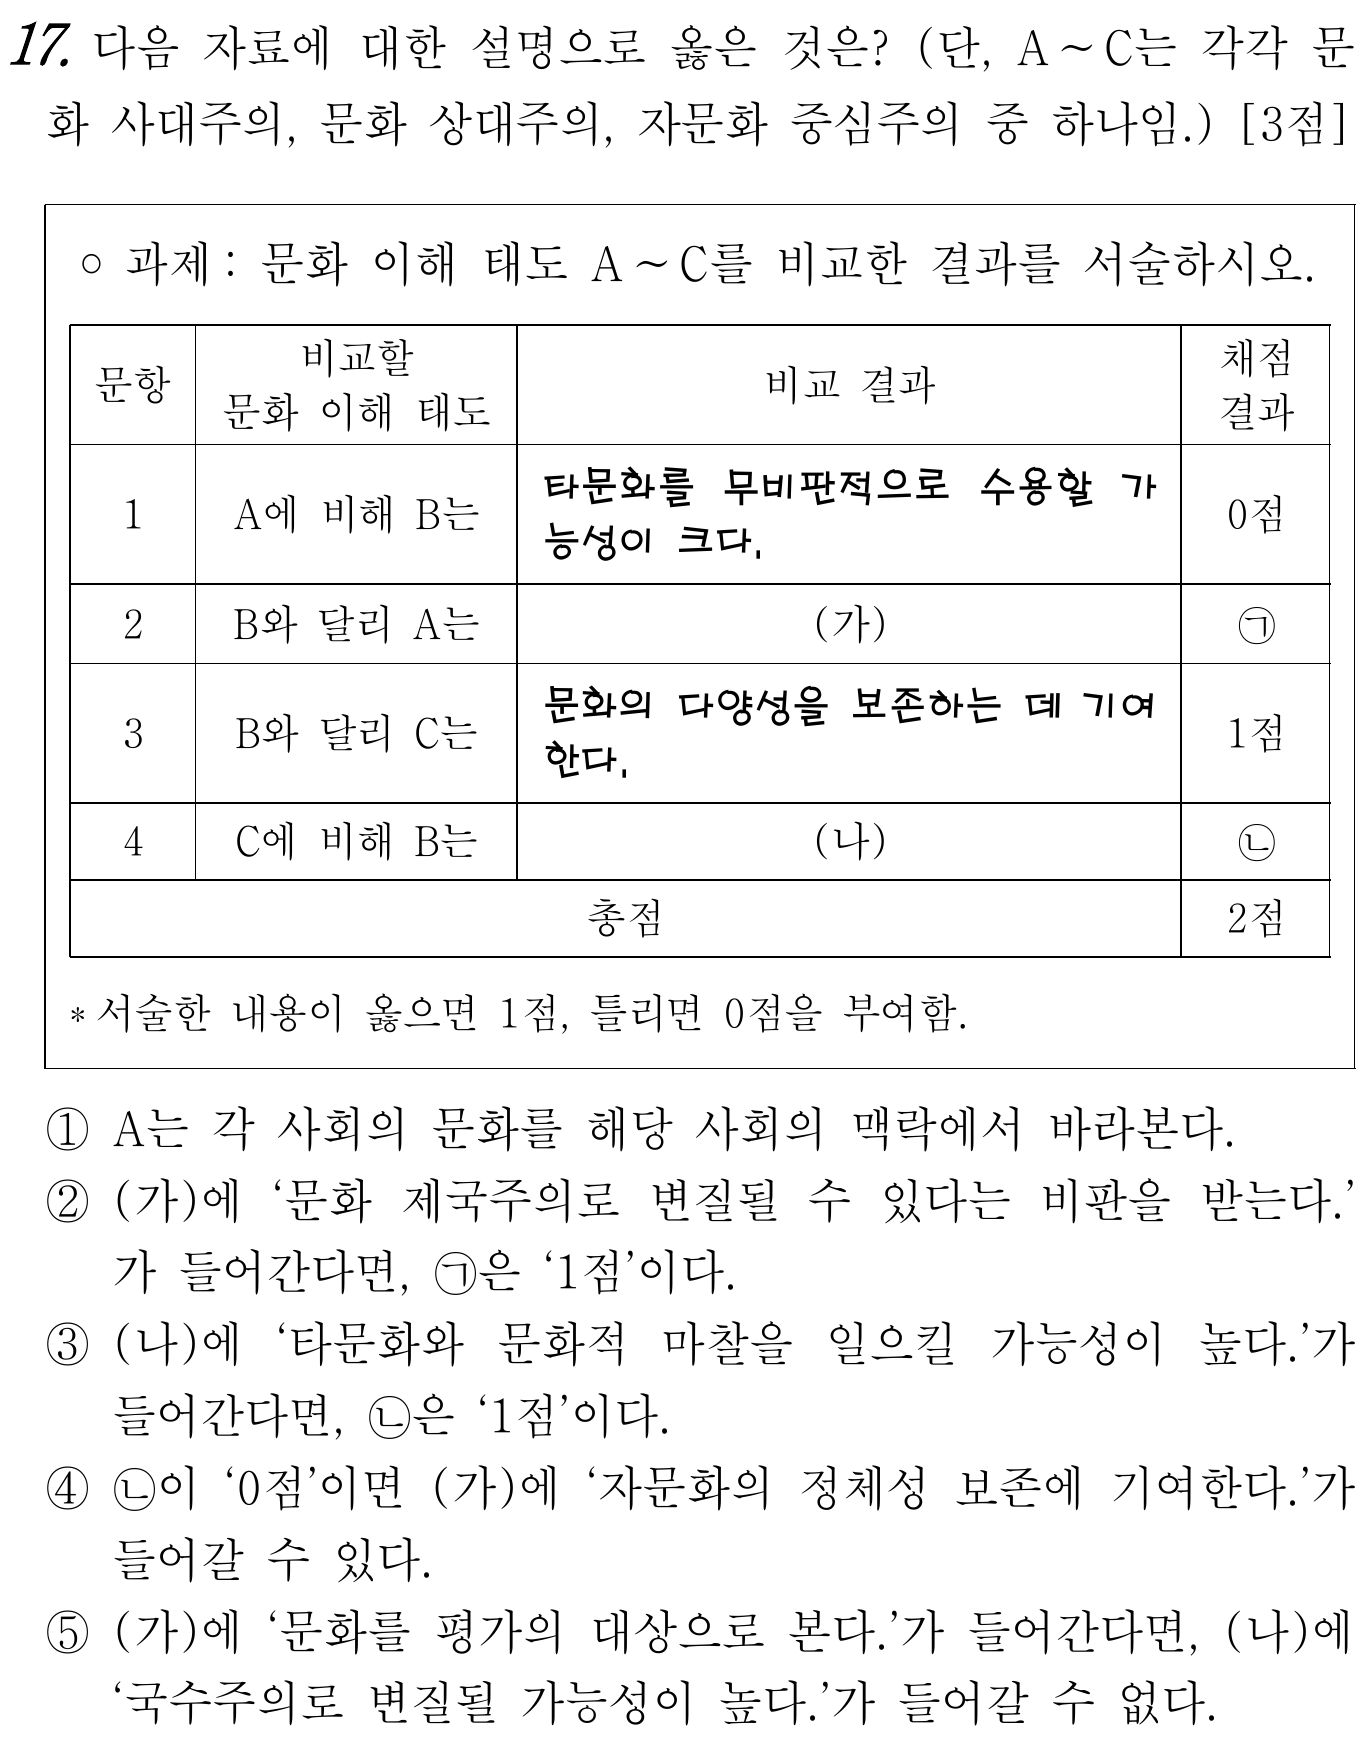 17. 다음 자료에 대한 설명으로 옳은 것은? (단, A ~ C는 각각 문
화 사대주의, 문화 상대주의, 자문화 중심주의 중 하나임.) [3점]
○ 과제 : 문화 이해 태도 A ~ C를 비교한 결과를 서술하시오.
문항 비교할 문화 이해 태도 비교 결과 채점 결과
1 A에 비해 B는 타문화를 무비판적으로 수용할 가 0점
능성이 크다.
2 B와 달리 A는 (가) ㉠
3 B와 달리 C는 문화의 다양성을 보존하는 데 기여 1점
한다.
4 C에 비해 B는 (나) ㉡
총점 2점
* 서술한 내용이 옳으면 1점, 틀리면 0점을 부여함.
① A는 각 사회의 문화를 해당 사회의 맥락에서 바라본다.
② (가)에 ‘문화 제국주의로 변질될 수 있다는 비판을 받는다.’
가 들어간다면, ㉠은 ‘1점’이다.
③ (나)에 ‘타문화와 문화적 마찰을 일으킬 가능성이 높다.’가
들어간다면, ㉡은 ‘1점’이다.
④ ㉡이 ‘0점’이면 (가)에 ‘자문화의 정체성 보존에 기여한다.’가
들어갈 수 있다.
⑤ (가)에 ‘문화를 평가의 대상으로 본다.’가 들어간다면, (나)에
‘국수주의로 변질될 가능성이 높다.’가 들어갈 수 없다.